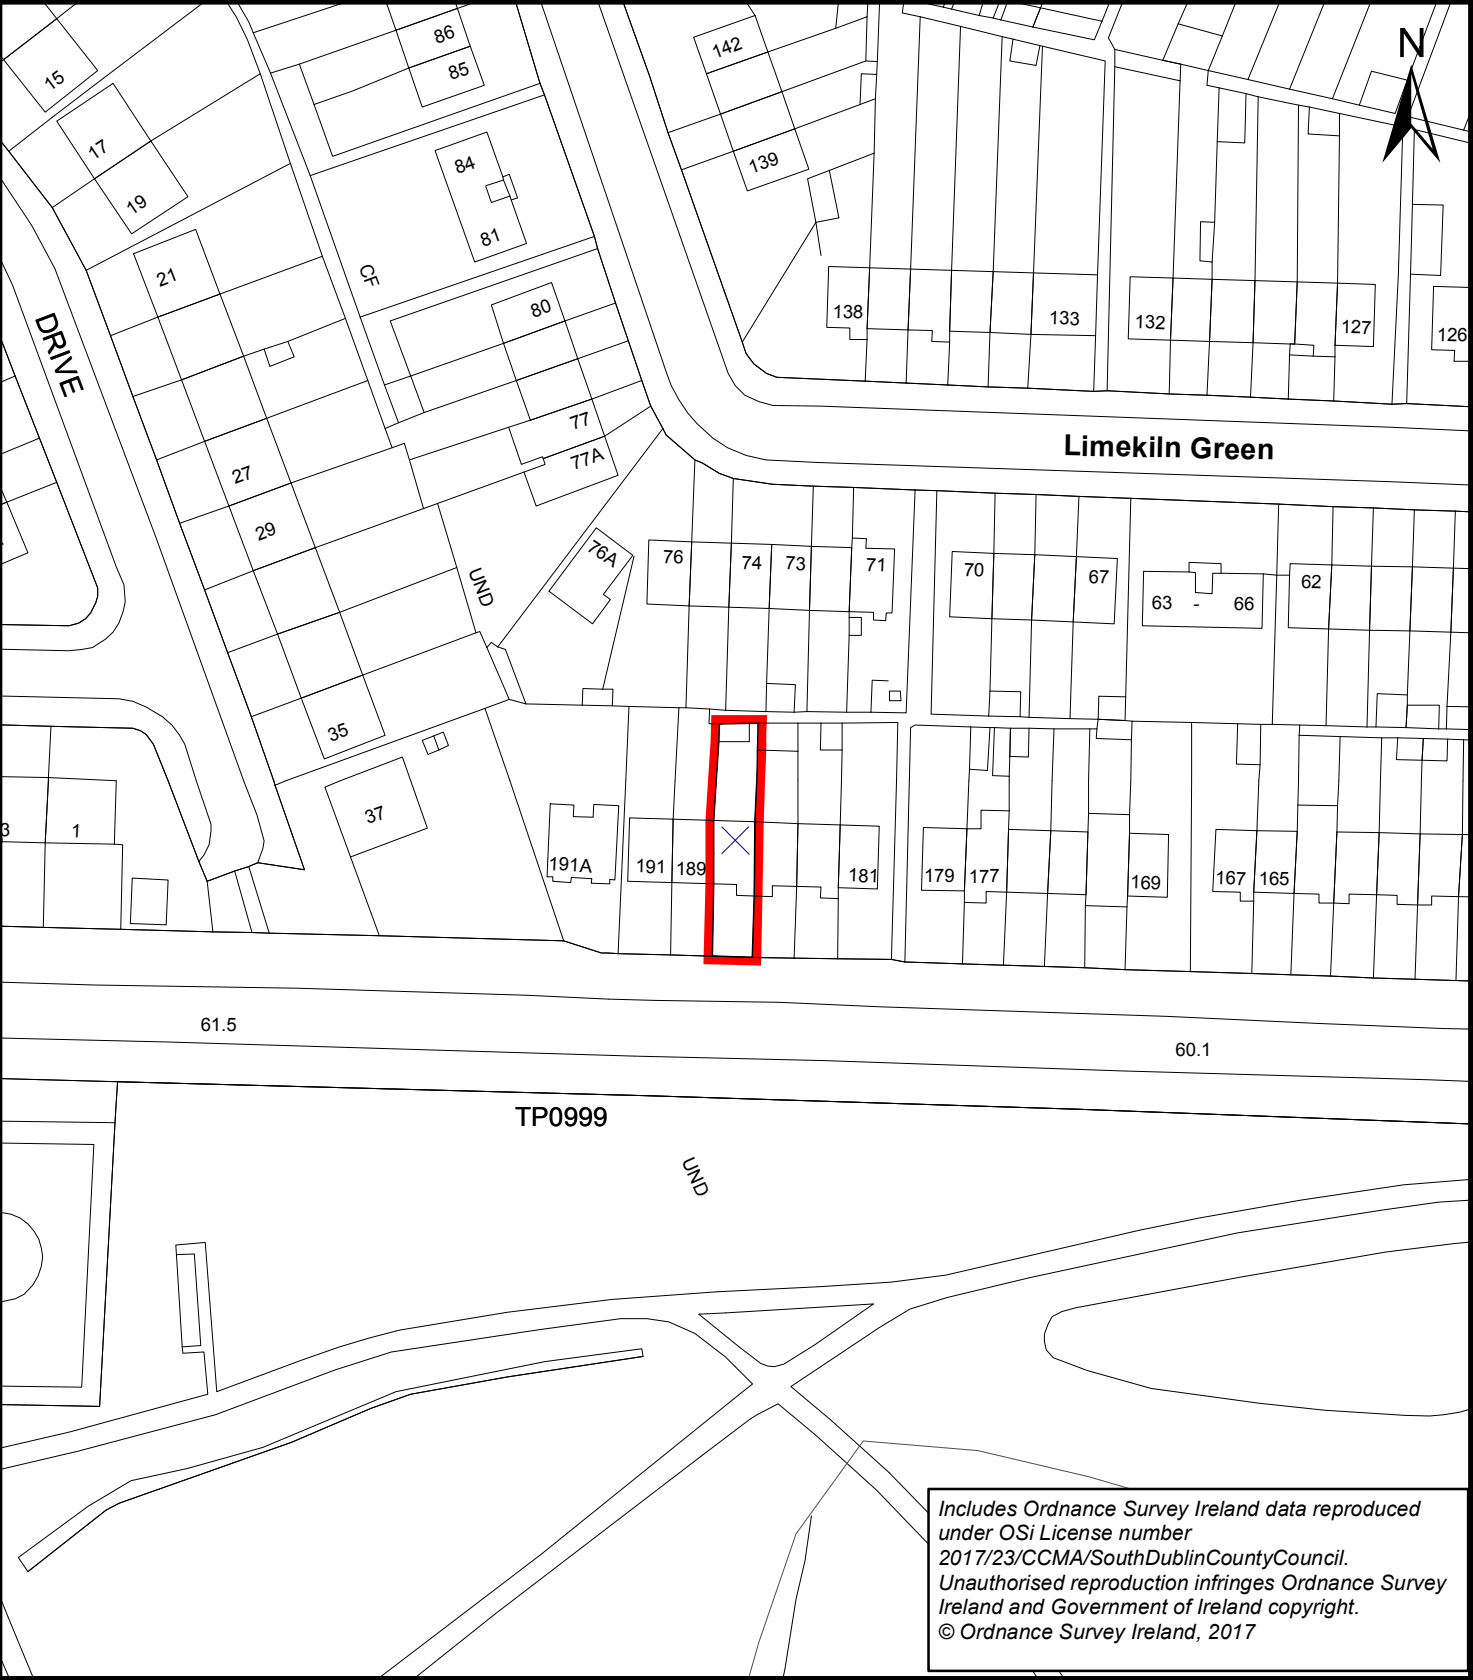 N
86
85
142
15
17
19
84
81
139
21
CF
80
138
133
132
127
126
DRIVE
77
77A
27
29
Limekiln Green
76A
76
74
73
71
70
67
63 - 66
62
UND
35
37
3
1
191A
191
189
181
179
177
169
167
165
61.5
60.1
TP0999
UND
Includes Ordnance Survey Ireland data reproduced
under OSi License number
2017/23/CCMA/SouthDublinCountyCouncil.
Unauthorised reproduction infringes Ordnance Survey
Ireland and Government of Ireland copyright.
© Ordnance Survey Ireland, 2017